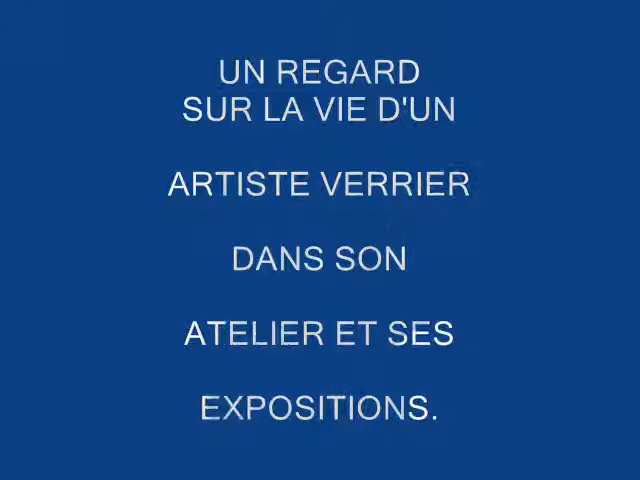 UN REGARD
SUR LA VIE D'UN
ARTISTE VERRIER
DANS SON
ATELIER ET SES
EXPOSITIONS.